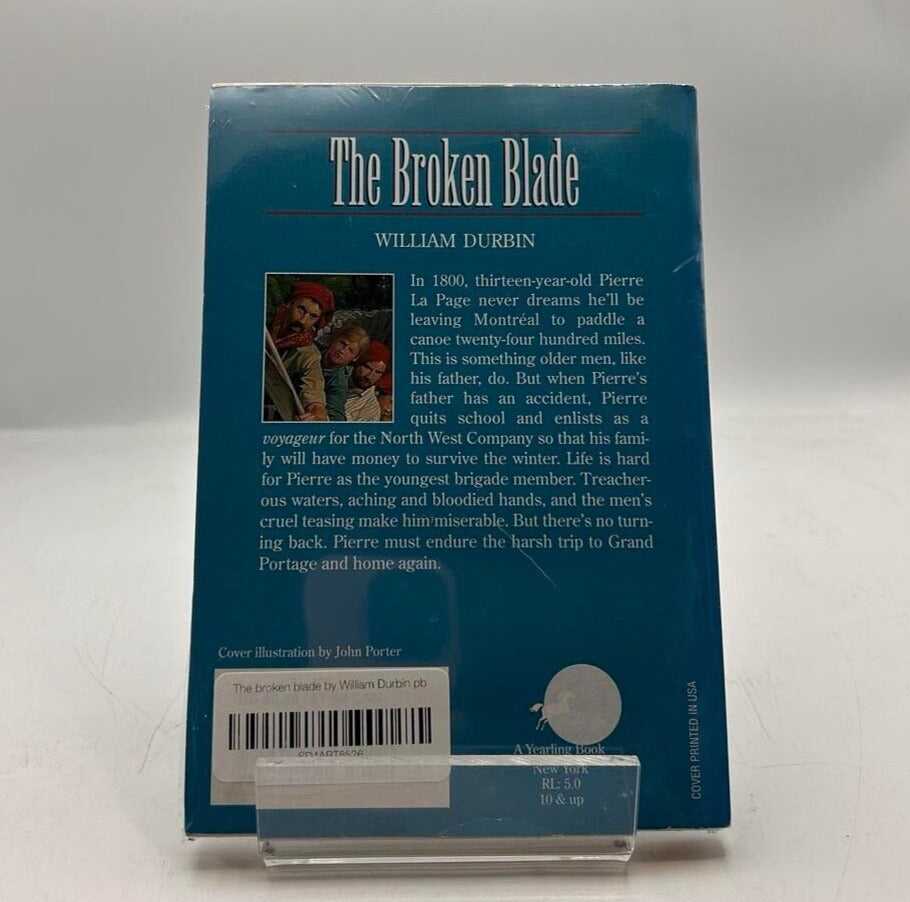 The Broken Blade
WILLIAM DURBIN
In 1800, thirteen-year-old Pierre
La Page never dreams he'll be
leaving Montréal to paddle a
canoe twenty-four hundred miles.
This is something older men, like
his father, do. But when Pierre's
father has an accident, Pierre
quits school and enlists as a
voyageur for the North West Company so that his fami-
ly will have money to survive the winter. Life is hard
for Pierre as the youngest brigade member. Treacher-
ous waters, aching and bloodied hands, and the men's
cruel teasing make him miserable. But there's no turn-
ing back. Pierre must endure the harsh trip to Grand
Portage and home again.
Cover illustration by John Porter
The broken blade by William Durbin pb
A Yearling Book
New York
RL: 5.0
10 & up
COVER PRINTED IN USA